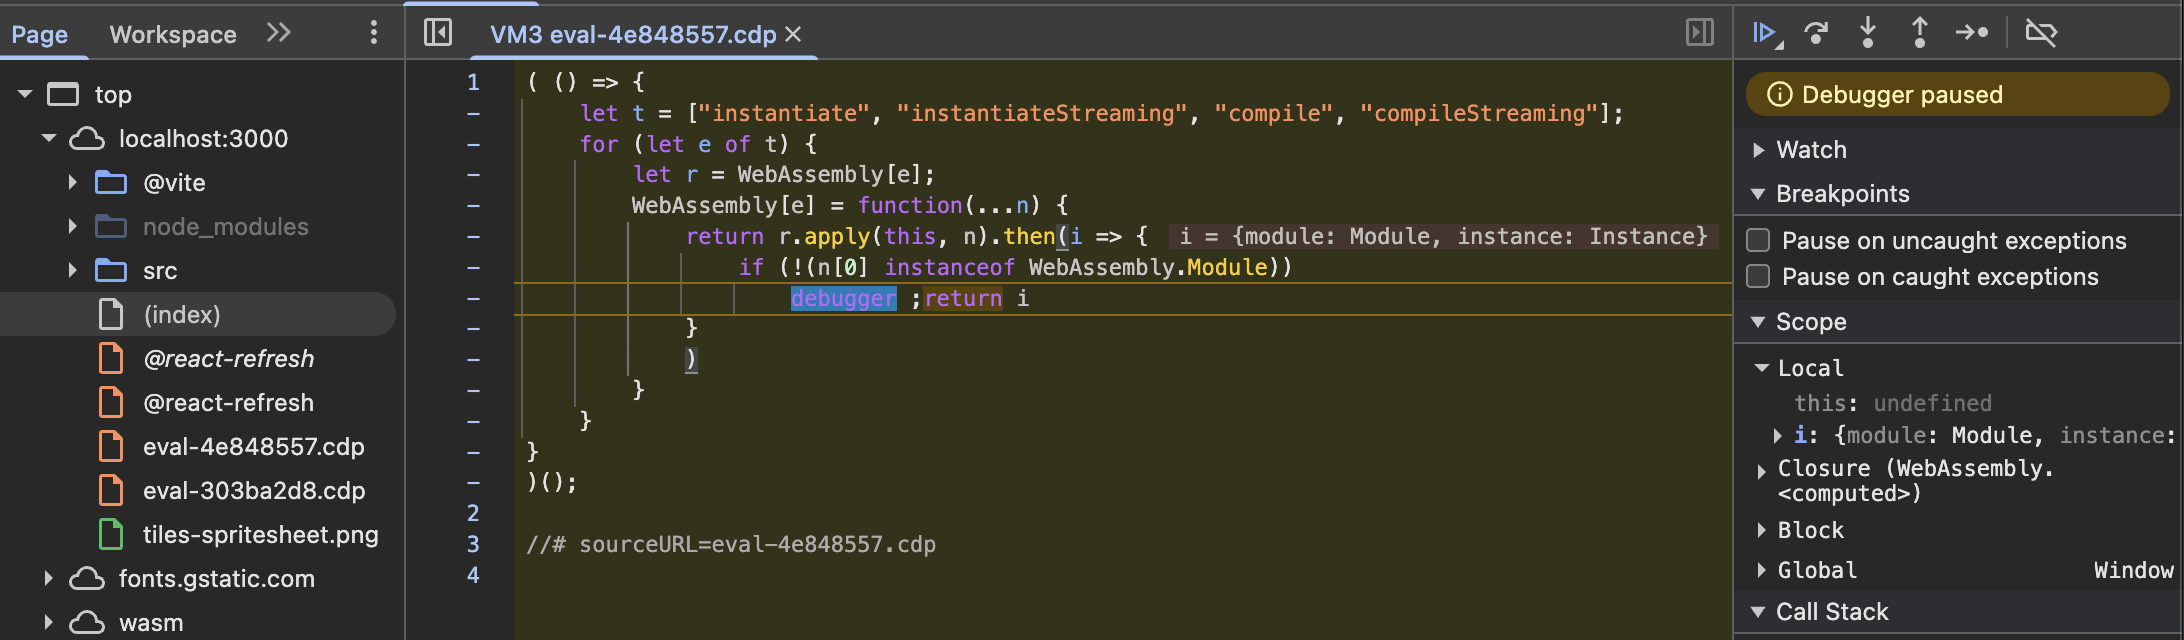 Page Workspace
top
localhost:3000
@vite
node_modules
src
(index)
@react-refresh
@react-refresh
eval-4e848557.cdp
eval-303ba2d8.cdp
tiles-spritesheet.png
fonts.gstatic.com
wasm
VM3 eval-4e848557.cdp
1 ( () => {
- let t = ["instantiate", "instantiateStreaming", "compile", "compileStreaming"];
- for (let e of t) {
- let r = WebAssembly[e];
- WebAssembly[e] = function(...n) {
- return r.apply(this, n).then(i => { i = {module: Module, instance: Instance}
- if (!(n[0] instanceof WebAssembly.Module))
- debugger ;return i
- }
- )
- }
- }
- }
- )();
2
3 //# sourceURL=eval-4e848557.cdp
4
Debugger paused
Watch
Breakpoints
Pause on uncaught exceptions
Pause on caught exceptions
Scope
Local
this: undefined
i: {module: Module, instance:
Closure (WebAssembly.
<computed>)
Block
Global Window
Call Stack